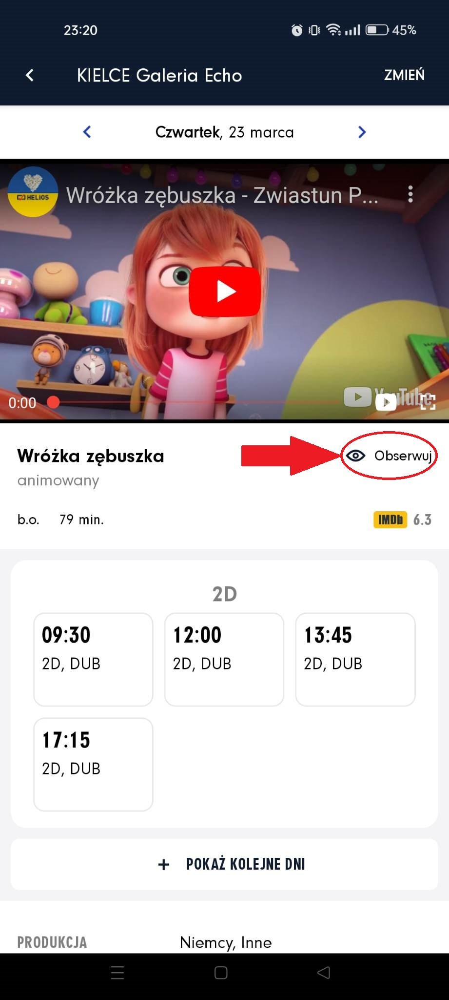 23:20
45%
KIELCE Galeria Echo
ZMIEŃ
Czwartek, 23 marca
HELIOS
Wróżka zębuszka - Zwiastun P...
0:00
YouTube
Wróżka zębuszka
Obserwuj
animowany
b.o. 79 min.
IMDb 6.3
2D
09:30 12:00 13:45
2D, DUB 2D, DUB 2D, DUB
17:15
2D, DUB
+ POKAŻ KOLEJNE DNI
PRODUKCJA Niemcy, Inne